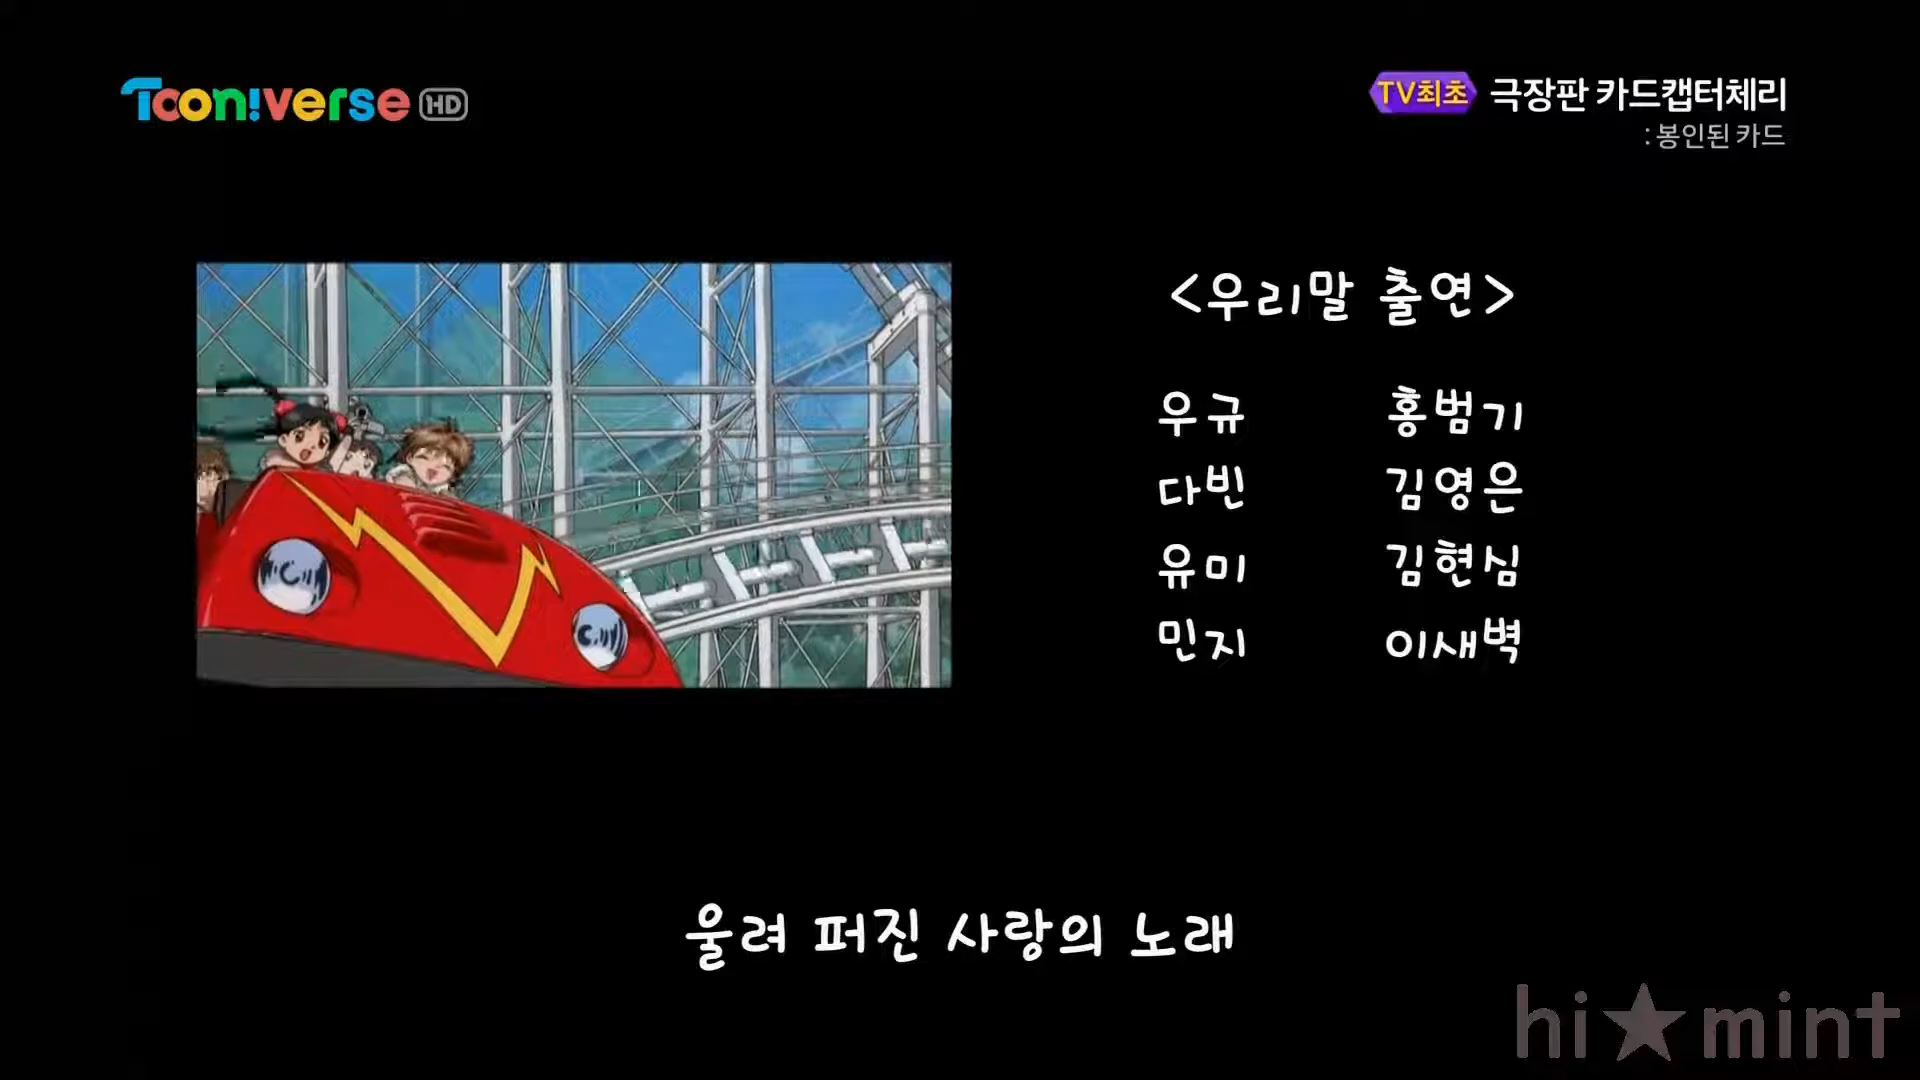 Tooniverse HD
TV최초 극장판 카드캡터체리
: 봉인된 카드
<우리말 출연>
우규 홍범기
다빈 김영은
유미 김현심
민지 이새벽
울려 퍼진 사랑의 노래
hi★mint